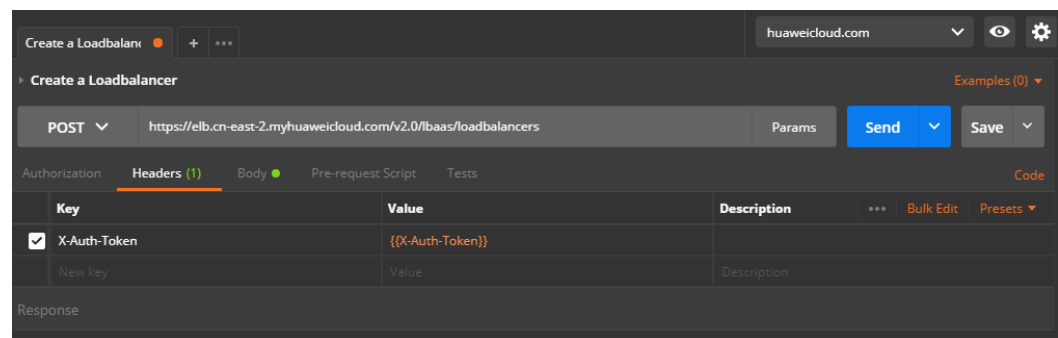 Create a Loadbalanc + ••• huaweicloud.com
Create a Loadbalancer Examples (0)
POST https://elb.cn-east-2.myhuaweicloud.com/v2.0/lbaas/loadbalancers Params Send Save
Authorization Headers (1) Body Pre-request Script Tests Code
Key Value Description ••• Bulk Edit Presets
X-Auth-Token {{X-Auth-Token}}
New key Value Description
Response